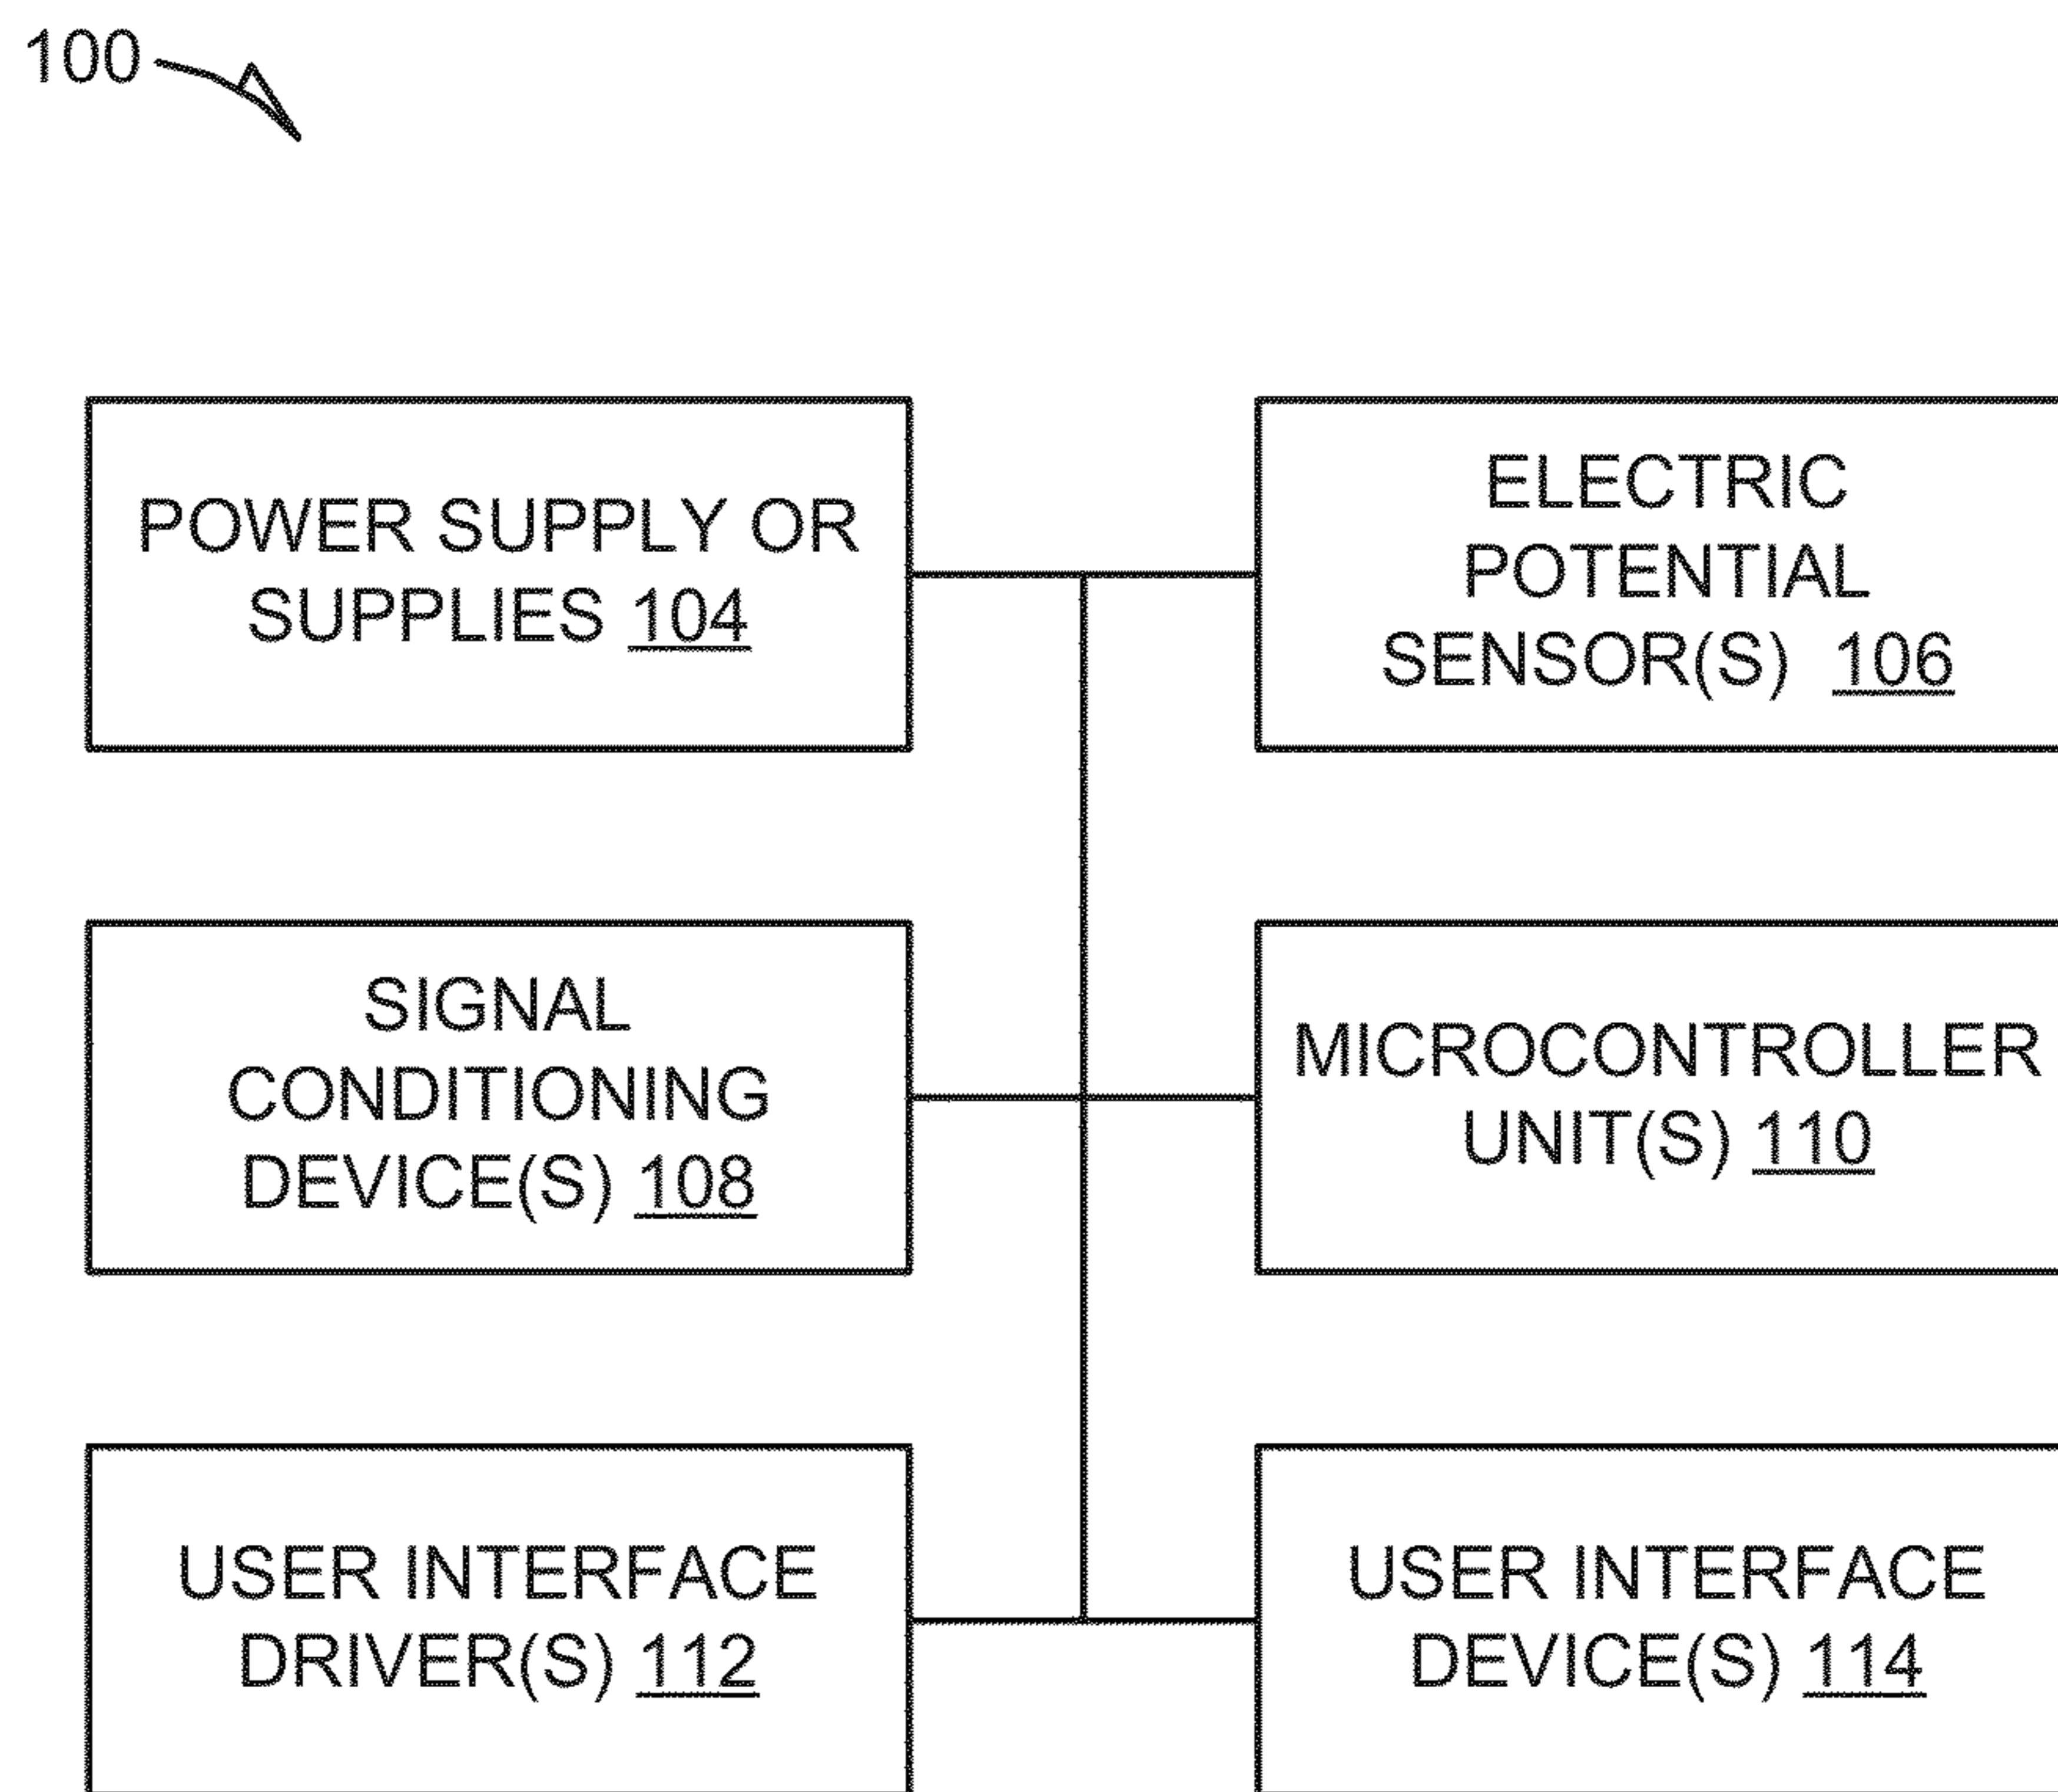 100
POWER SUPPLY OR
SUPPLIES 104
ELECTRIC
POTENTIAL
SENSOR(S) 106
SIGNAL
CONDITIONING
DEVICE(S) 108
MICROCONTROLLER
UNIT(S) 110
USER INTERFACE
DRIVER(S) 112
USER INTERFACE
DEVICE(S) 114